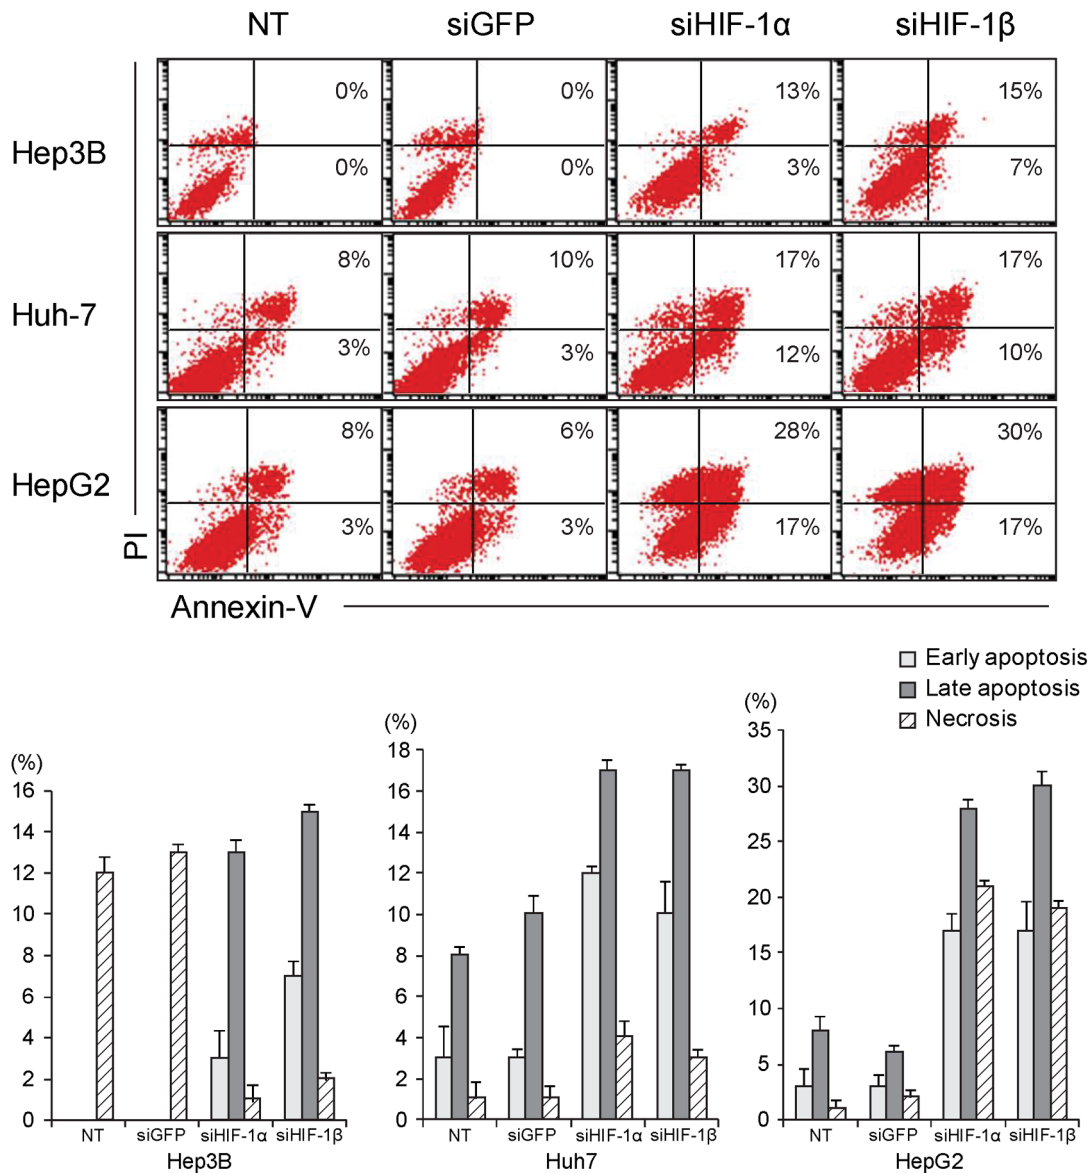 NT siGFP siHIF-1α siHIF-1β
Hep3B
0% 0% 13% 15%
0% 0% 3% 7%
Huh-7
8% 10% 17% 17%
3% 3% 12% 10%
HepG2
8% 6% 28% 30%
3% 3% 17% 17%
PI
Annexin-V
Early apoptosis
Late apoptosis
Necrosis
(%)
16
14
12
10
8
6
4
2
0
NT siGFP siHIF-1α siHIF-1β
Hep3B
(%)
18
16
14
12
10
8
6
4
2
0
NT siGFP siHIF-1α siHIF-1β
Huh7
(%)
35
30
25
20
15
10
5
0
NT siGFP siHIF-1α siHIF-1β
HepG2